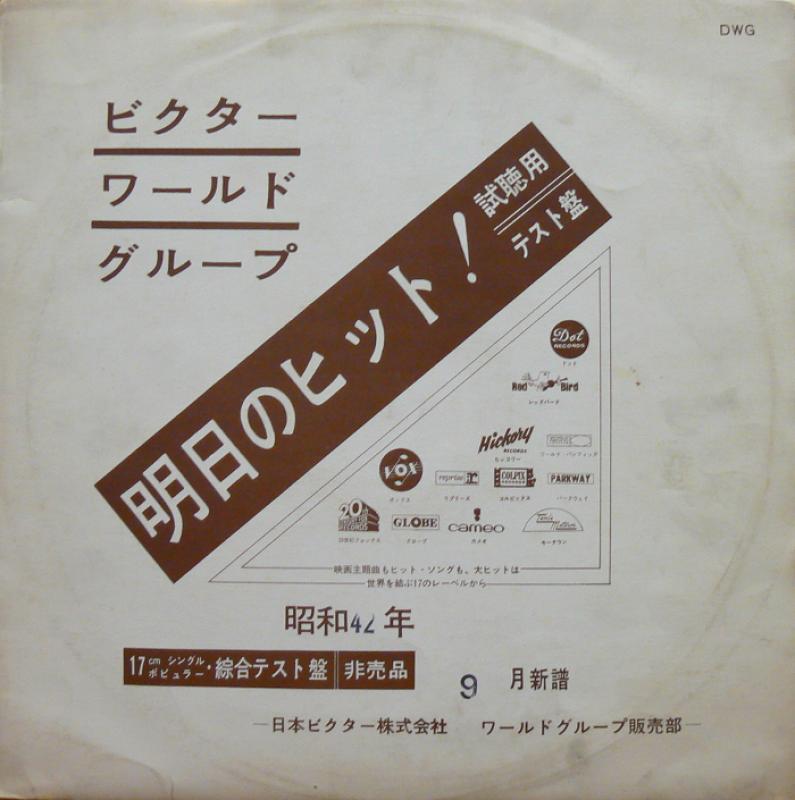 DWG
ビクター
ワールド
グループ
明日のヒット!
試聴用
テスト盤
Dot
RECORDS
ドット
Red Bird
レッドバード
Hickory
RECORDS
ヒッコリー
ワールド・パシフィック
VOX
ボックス
reprise
リプリーズ
COLPIX
RECORDS
コルピックス
PARKWAY
パークウェイ
20th
20世紀フォックス
GLOBE
グローブ
cameo
カメオ
Tamla
Motown
モータウン
映画主題曲もヒット・ソングも、大ヒットは
世界を結ぶ17のレーベルから
昭和42年
17cm シングル ポピュラー・綜合テスト盤 非売品
9 月新譜
―日本ビクター株式会社 ワールドグループ販売部―